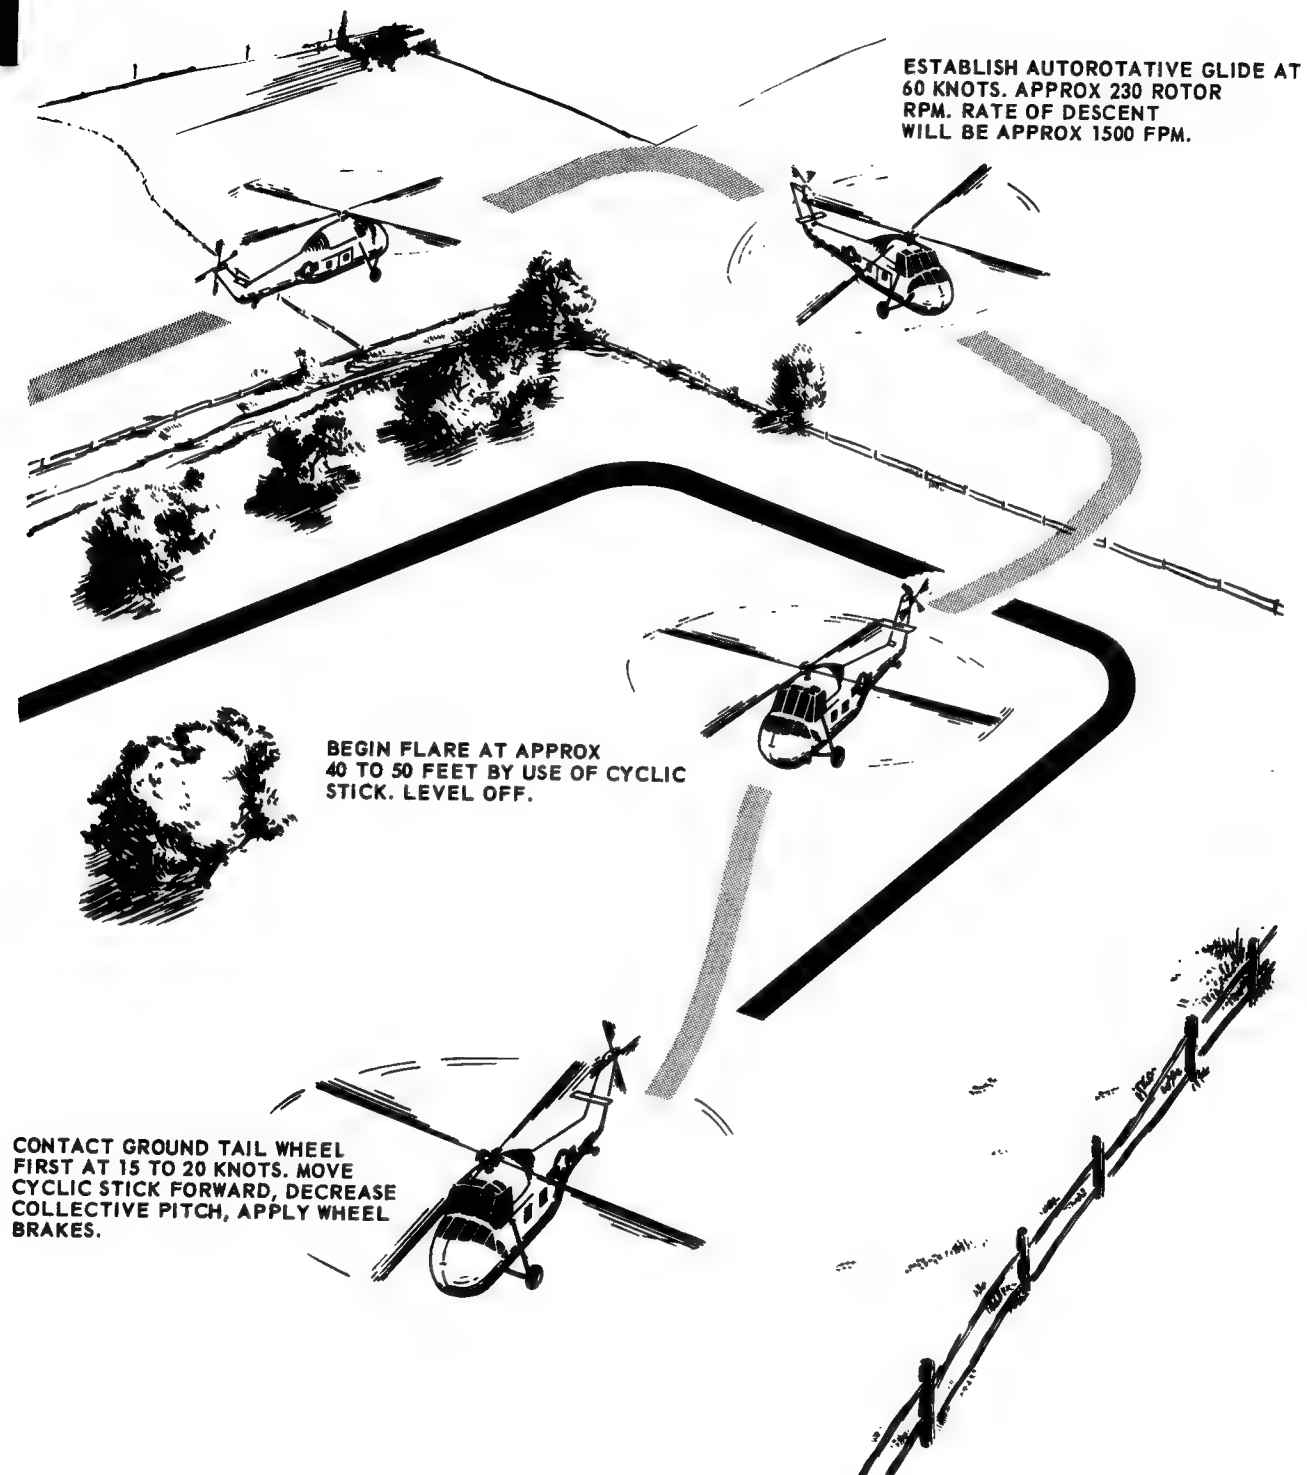 ESTABLISH AUTOROTATIVE GLIDE AT
60 KNOTS. APPROX 230 ROTOR
RPM. RATE OF DESCENT
WILL BE APPROX 1500 FPM.
BEGIN FLARE AT APPROX
40 TO 50 FEET BY USE OF CYCLIC
STICK. LEVEL OFF.
CONTACT GROUND TAIL WHEEL
FIRST AT 15 TO 20 KNOTS. MOVE
CYCLIC STICK FORWARD, DECREASE
COLLECTIVE PITCH, APPLY WHEEL
BRAKES.